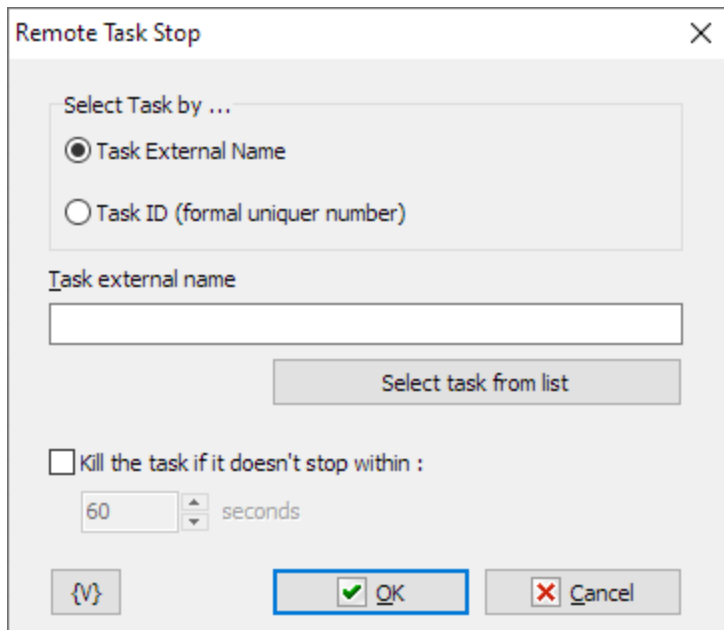 Remote Task Stop
Select Task by ...
Task External Name
Task ID (formal uniquer number)
Task external name
Select task from list
Kill the task if it doesn't stop within :
60 seconds
{V} OK Cancel